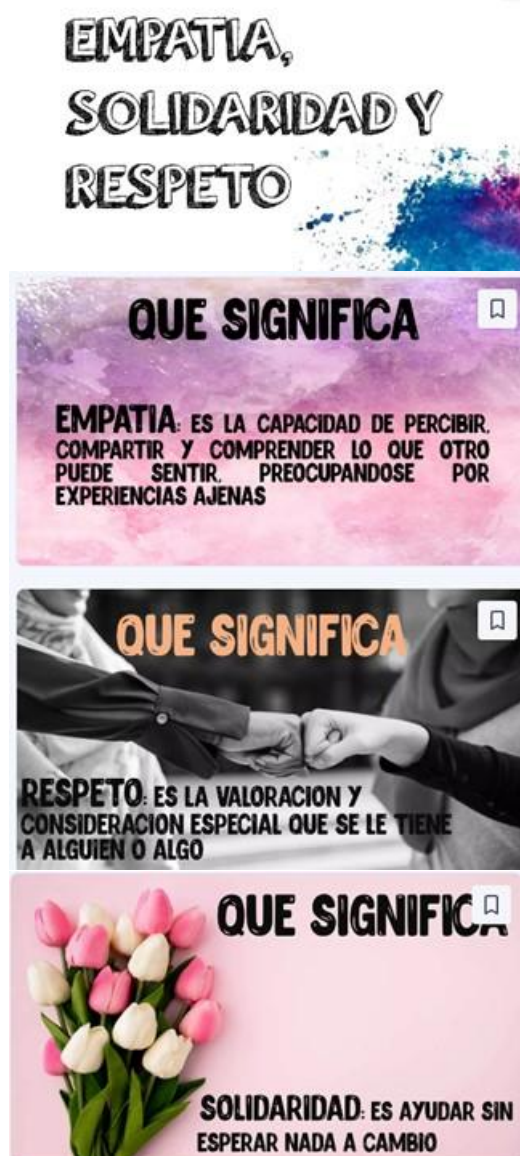 EMPATIA,
SOLIDARIDAD Y
RESPETO
QUE SIGNIFICA
EMPATIA: ES LA CAPACIDAD DE PERCIBIR,
COMPARTIR Y COMPRENDER LO QUE OTRO
PUEDE SENTIR, PREOCUPANDOSE POR
EXPERIENCIAS AJENAS
QUE SIGNIFICA
RESPETO: ES LA VALORACION Y
CONSIDERACION ESPECIAL QUE SE LE TIENE
A ALGUIEN O ALGO
QUE SIGNIFICA
SOLIDARIDAD: ES AYUDAR SIN
ESPERAR NADA A CAMBIO